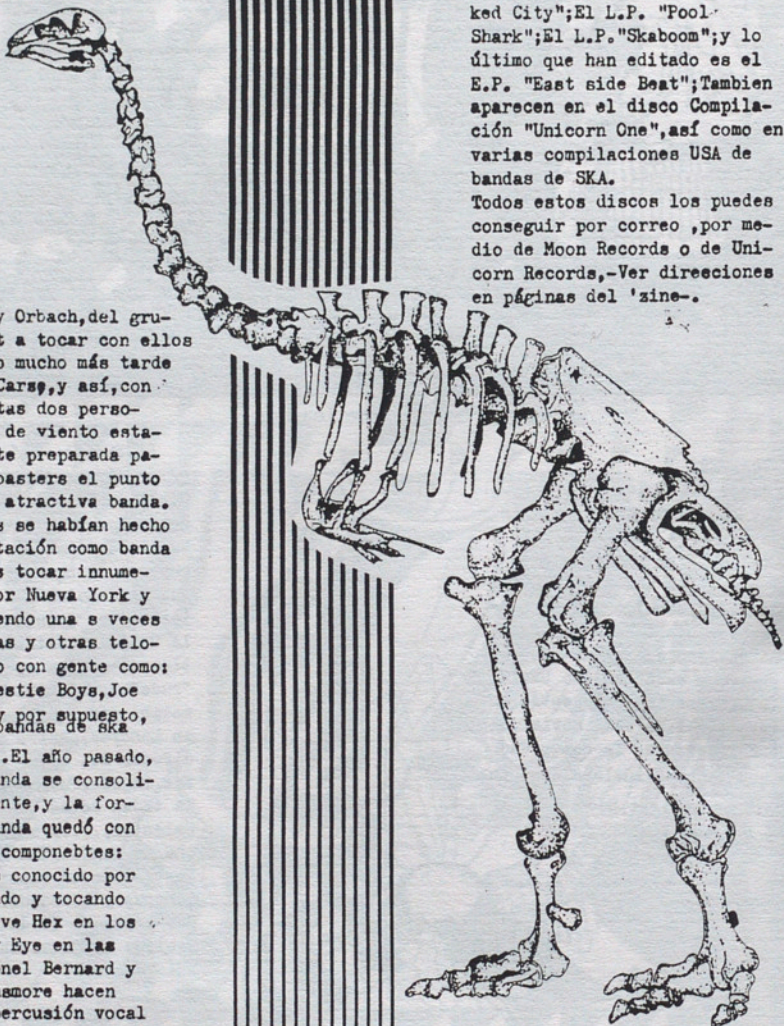 y Orbach,del gru-
t a tocar con ellos
o mucho más tarde
Carse,y así,con
tas dos perso-
de viento esta-
te preparada pa-
oasters el punto
atractiva banda.
s se habían hecho
tación como banda
s tocar innume-
or Nueva York y
endo una s veces
as y otras telo-
o con gente como:
estie Boys,Joe
y por supuesto,
bandas de ska
.El año pasado,
nda se consoli-
nte,y la for-
nda quedó con
componebtes:
conocido por
do y tocando
ve Hex en los
Eye en las
nel Bernard y
smore hacen
ercusión vocal
ked City";El L.P. "Pool
Shark";El L.P."Skaboom";y lo
último que han editado es el
E.P. "East side Beat";Tambien
aparecen en el disco Compila-
ción "Unicorn One",así como en
varias compilaciones USA de
bandas de SKA.
Todos estos discos los puedes
conseguir por correo ,por me-
dio de Moon Records o de Uni-
corn Records,-Ver direeciones
en páginas del 'zine-.